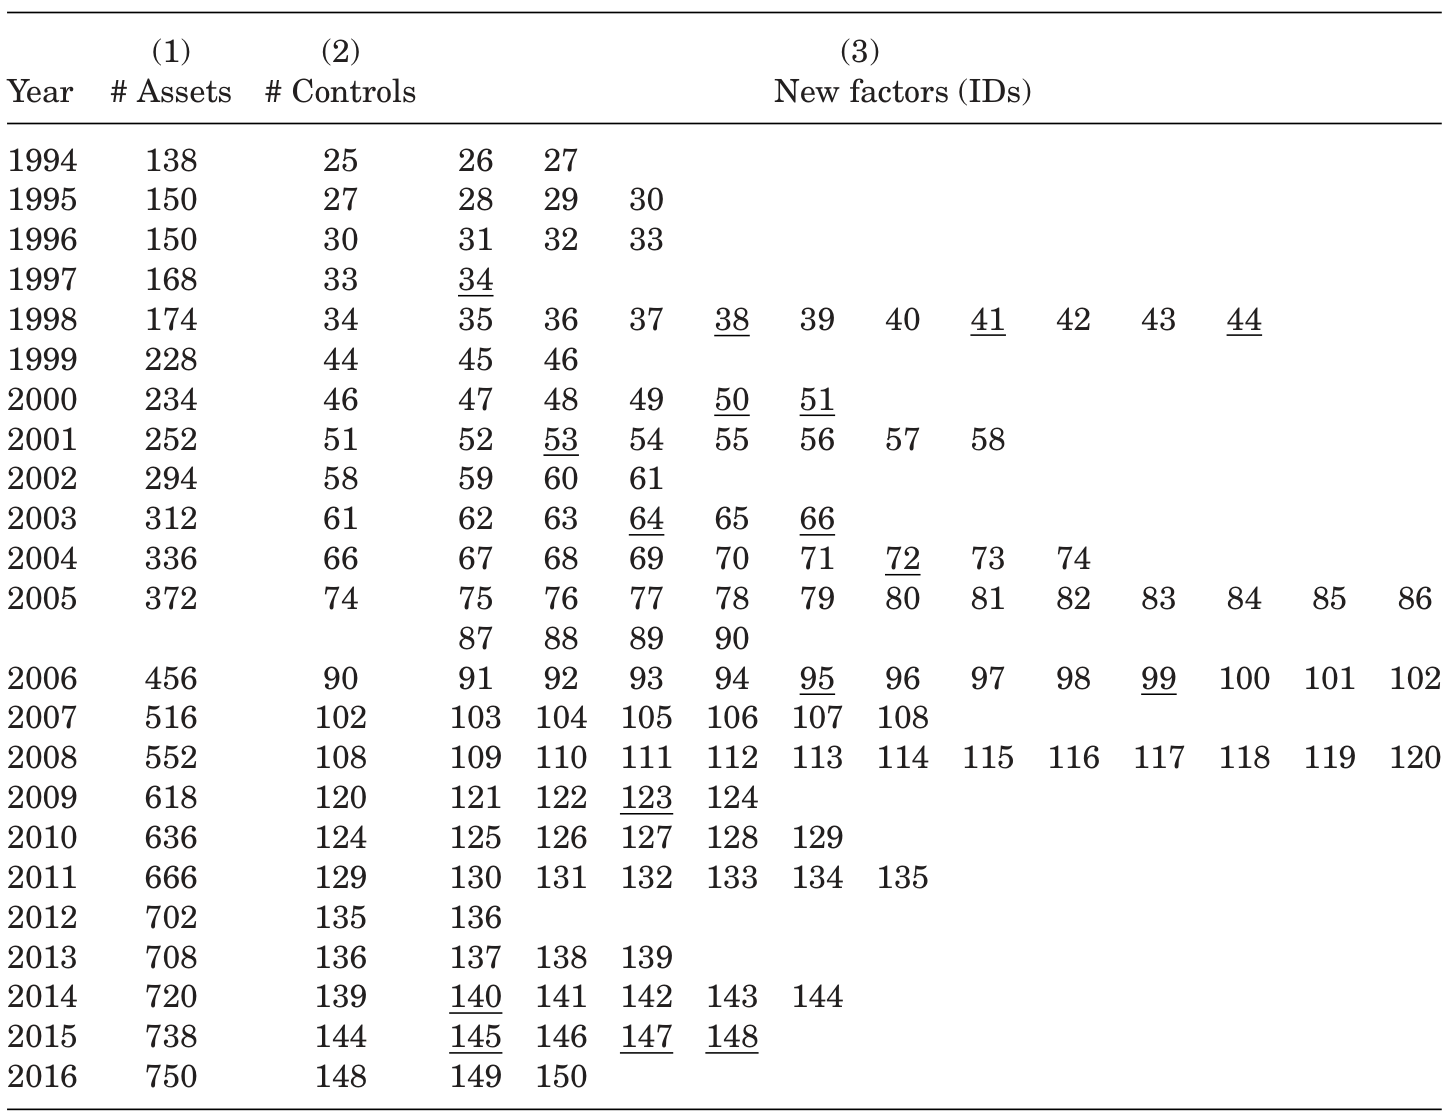 (1) (2) (3)
Year # Assets # Controls New factors (IDs)
1994 138 25 26 27
1995 150 27 28 29 30
1996 150 30 31 32 33
1997 168 33 34
1998 174 34 35 36 37 38 39 40 41 42 43 44
1999 228 44 45 46
2000 234 46 47 48 49 50 51
2001 252 51 52 53 54 55 56 57 58
2002 294 58 59 60 61
2003 312 61 62 63 64 65 66
2004 336 66 67 68 69 70 71 72 73 74
2005 372 74 75 76 77 78 79 80 81 82 83 84 85 86
87 88 89 90
2006 456 90 91 92 93 94 95 96 97 98 99 100 101 102
2007 516 102 103 104 105 106 107 108
2008 552 108 109 110 111 112 113 114 115 116 117 118 119 120
2009 618 120 121 122 123 124
2010 636 124 125 126 127 128 129
2011 666 129 130 131 132 133 134 135
2012 702 135 136
2013 708 136 137 138 139
2014 720 139 140 141 142 143 144
2015 738 144 145 146 147 148
2016 750 148 149 150